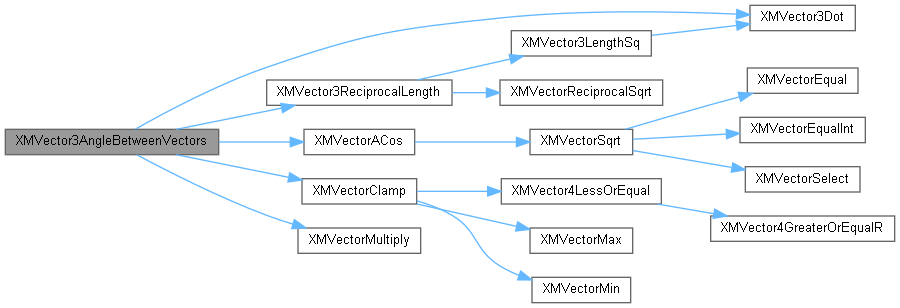 XMVector3AngleBetweenVectors
XMVector3Dot
XMVector3ReciprocalLength
XMVector3LengthSq
XMVectorReciprocalSqrt
XMVectorACos
XMVectorSqrt
XMVectorEqual
XMVectorEqualInt
XMVectorSelect
XMVectorClamp
XMVector4LessOrEqual
XMVector4GreaterOrEqualR
XMVectorMax
XMVectorMin
XMVectorMultiply